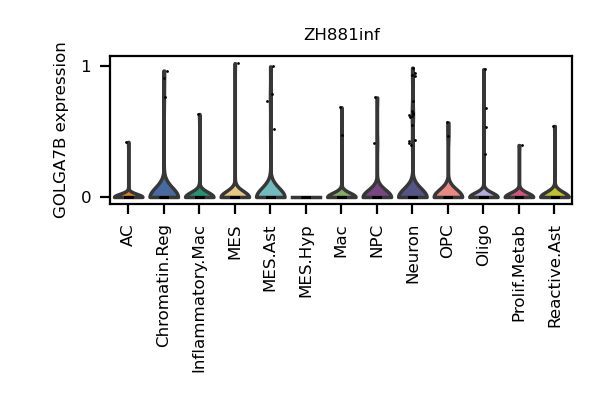 ZH881inf
GOLGA7B expression
1
0
AC
Chromatin.Reg
Inflammatory.Mac
MES
MES.Ast
MES.Hyp
Mac
NPC
Neuron
OPC
Oligo
Prolif.Metab
Reactive.Ast